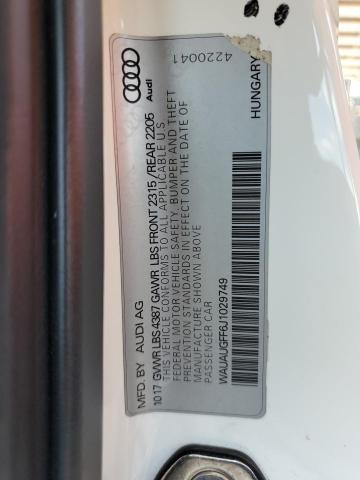 MFD. BY AUDI AG
10 17 GVWR LBS 4387 GAWR LBS FRONT 2315 / REAR 2205
THIS VEHICLE CONFORMS TO ALL APPLICABLE U.S
FEDERAL MOTOR VEHICLE SAFETY, BUMPER AND THEFT
PREVENTION STANDARDS IN EFFECT ON THE DATE OF
MANUFACTURE SHOWN ABOVE
PASSENGER CAR
WAUAUGFF6J1029749
HUNGARY
Audi
4220041